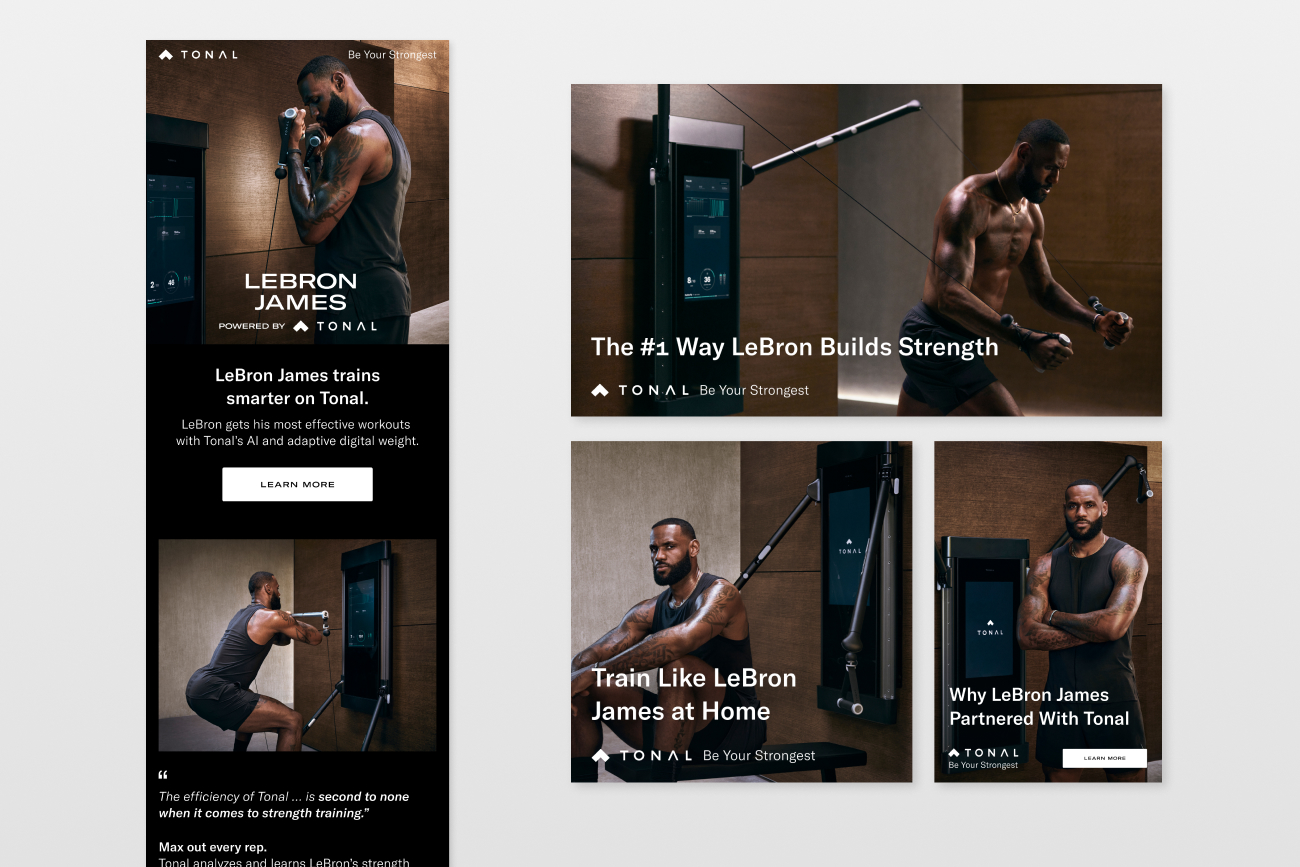 TONAL
Be Your Strongest
LEBRON
JAMES
POWERED BY TONAL
LeBron James trains
smarter on Tonal.
LeBron gets his most effective workouts
with Tonal's AI and adaptive digital weight.
LEARN MORE
“
The efficiency of Tonal ... is second to none
when it comes to strength training.”
Max out every rep.
Tonal analyzes and learns LeBron's strength
The #1 Way LeBron Builds Strength
TONAL Be Your Strongest
TONAL
Train Like LeBron
James at Home
TONAL Be Your Strongest
TONAL
Why LeBron James
Partnered With Tonal
TONAL
Be Your Strongest
LEARN MORE